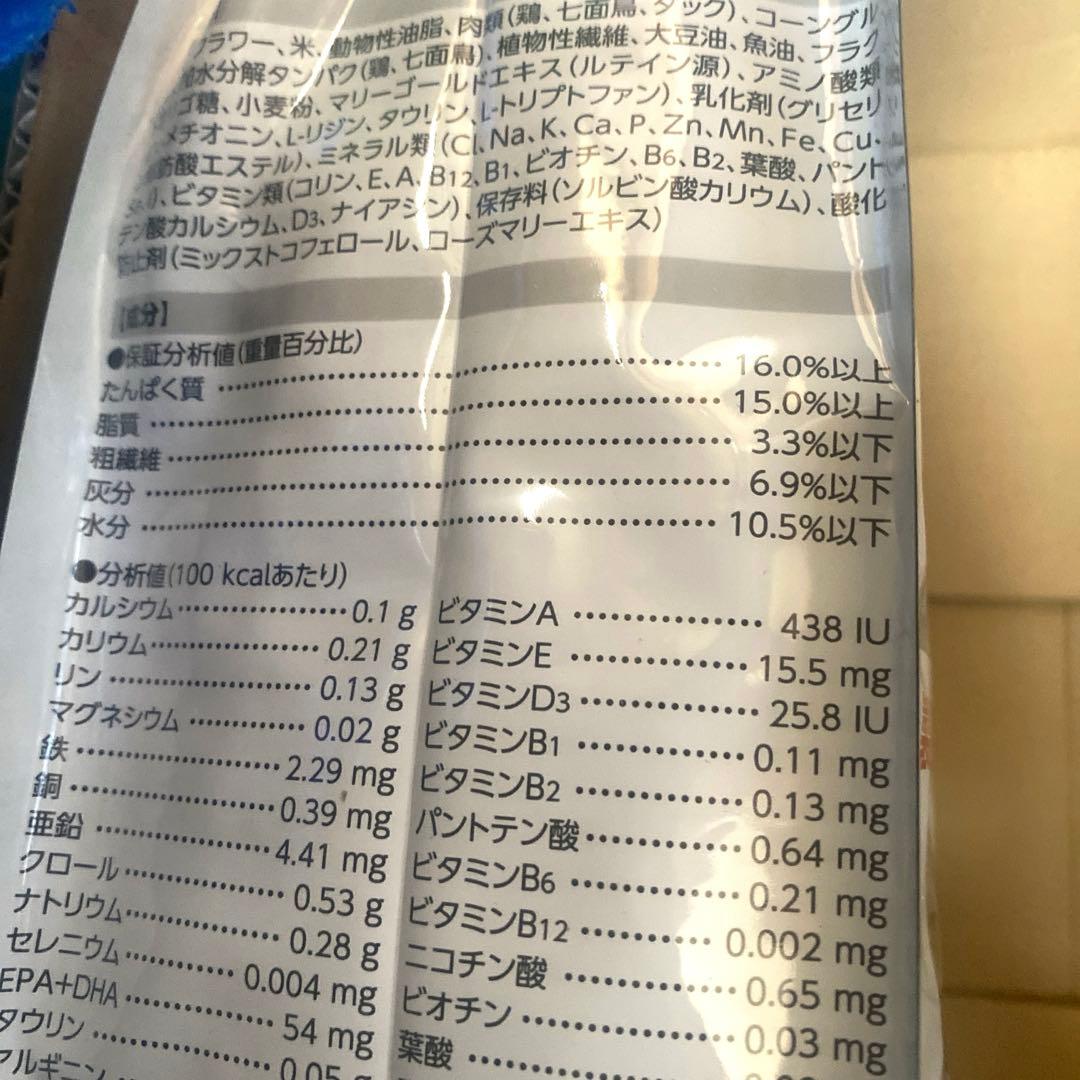 フラワー、米、動物性油脂、肉類(鶏、七面鳥、ダック)、コーングル
水分解タンパク(鶏、七面鳥)、植物性繊維、大豆油、魚油、フラク
ゴ糖、小麦粉、マリーゴールドエキス(ルテイン源)、アミノ酸類
メチオニン、L-リジン、タウリン、L-トリプトファン)、乳化剤(グリセリ
肪酸エステル)、ミネラル類(Cl、Na、K、Ca、P、Zn、Mn、Fe、Cu、
)、ビタミン類(コリン、E、A、B12、B1、ビオチン、B6、B2、葉酸、パント
テン酸カルシウム、D3、ナイアシン)、保存料(ソルビン酸カリウム)、酸化
防止剤(ミックストコフェロール、ローズマリーエキス)
【成分】
●保証分析値(重量百分比)
たんぱく質 16.0%以上
脂質 15.0%以上
粗繊維 3.3%以下
灰分 6.9%以下
水分 10.5%以下
●分析値(100 kcalあたり)
カルシウム 0.1 g
カリウム 0.21 g
リン 0.13 g
マグネシウム 0.02 g
鉄 2.29 mg
銅 0.39 mg
亜鉛 4.41 mg
クロール 0.53 g
ナトリウム 0.28 g
セレニウム 0.004 mg
EPA+DHA 54 mg
タウリン 0.05 g
アルギニン
ビタミンA 438 IU
ビタミンE 15.5 mg
ビタミンD3 25.8 IU
ビタミンB1 0.11 mg
ビタミンB2 0.13 mg
パントテン酸 0.64 mg
ビタミンB6 0.21 mg
ビタミンB12 0.002 mg
ニコチン酸 0.65 mg
ビオチン 0.03 mg
葉酸